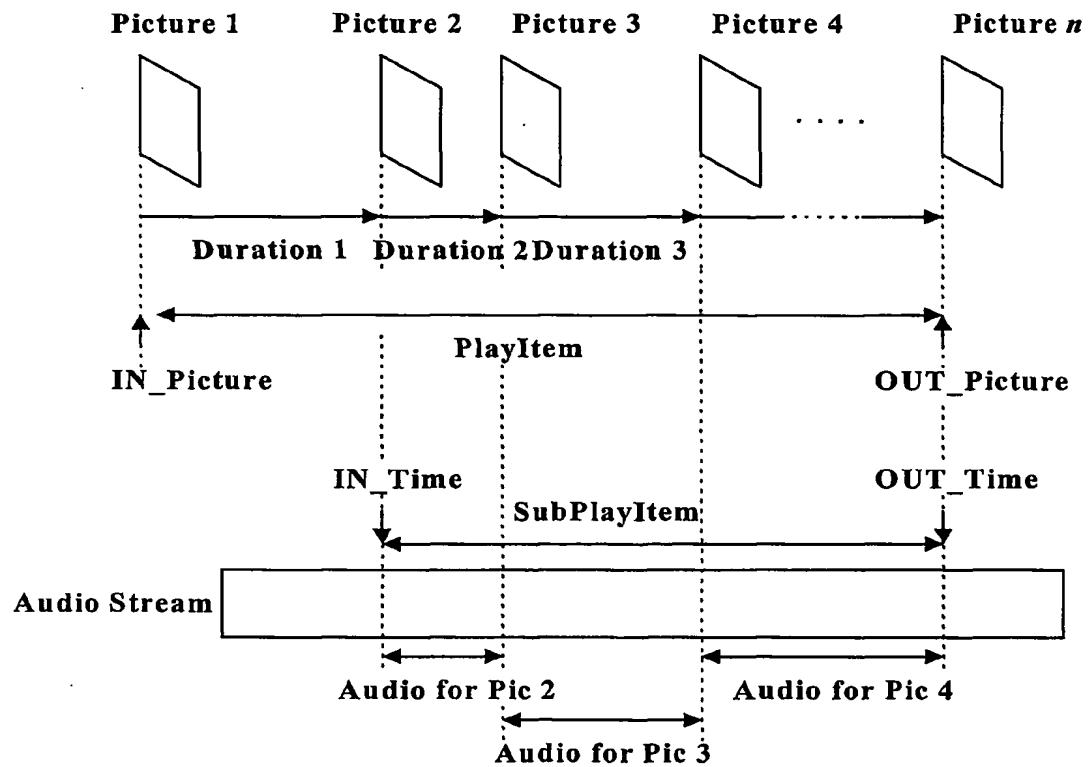 Picture 1 Picture 2 Picture 3 Picture 4 Picture n
Duration 1 Duration 2 Duration 3
PlayItem
IN_Picture OUT_Picture
IN_Time OUT_Time
SubPlayItem
Audio Stream
Audio for Pic 2 Audio for Pic 4
Audio for Pic 3